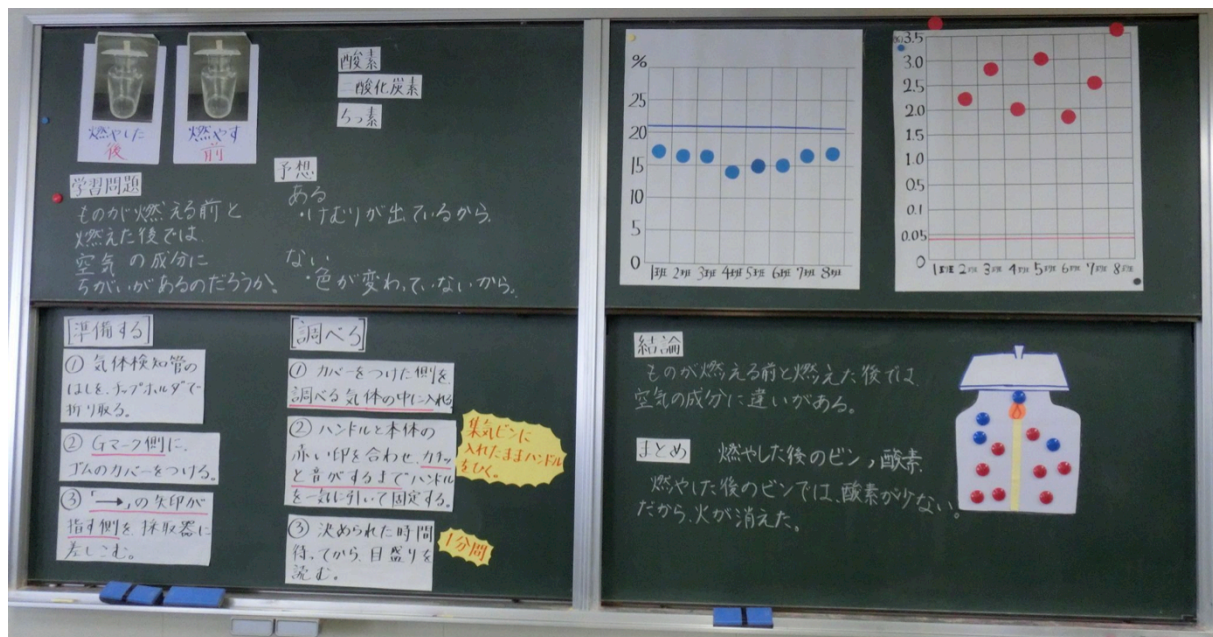 燃やした
後
燃やす
前
酸素
二酸化炭素
ちっ素
学習問題
ものが燃える前と
燃えた後では、
空気の成分に
ちがいがあるのだろうか。
予想
ある
・けむりが出ているから
ない
・色が変わっていないから。
[準備する]
① 気体検知管の
はしを、チップホルダで
折り取る。
② Gマーク側に、
ゴムのカバーをつける。
③ 「→」の矢印が
指す側を採取器に
差しこむ。
[調べる]
① カバーをつけた側を
調べる気体の中に入れる
② ハンドルと本体の
赤い印を合わせ、カチッ
と音がするまでハンドル
を一気に引いて固定する。
集気ビンに
入れたままハンドル
をひく。
③ 決められた時間
待ってから、目盛りを
読む。
1分間
%
25
20
15
10
5
0
1班 2班 3班 4班 5班 6班 7班 8班
3.5
3.0
2.5
2.0
1.5
1.0
0.5
0.1
0.05
0
1班 2班 3班 4班 5班 6班 7班 8班
結論
ものが燃える前と燃えた後では、
空気の成分に違いがある。
まとめ
燃やした後のビン, 酸素
燃やした後のビンでは、酸素が少ない。
だから、火が消えた。